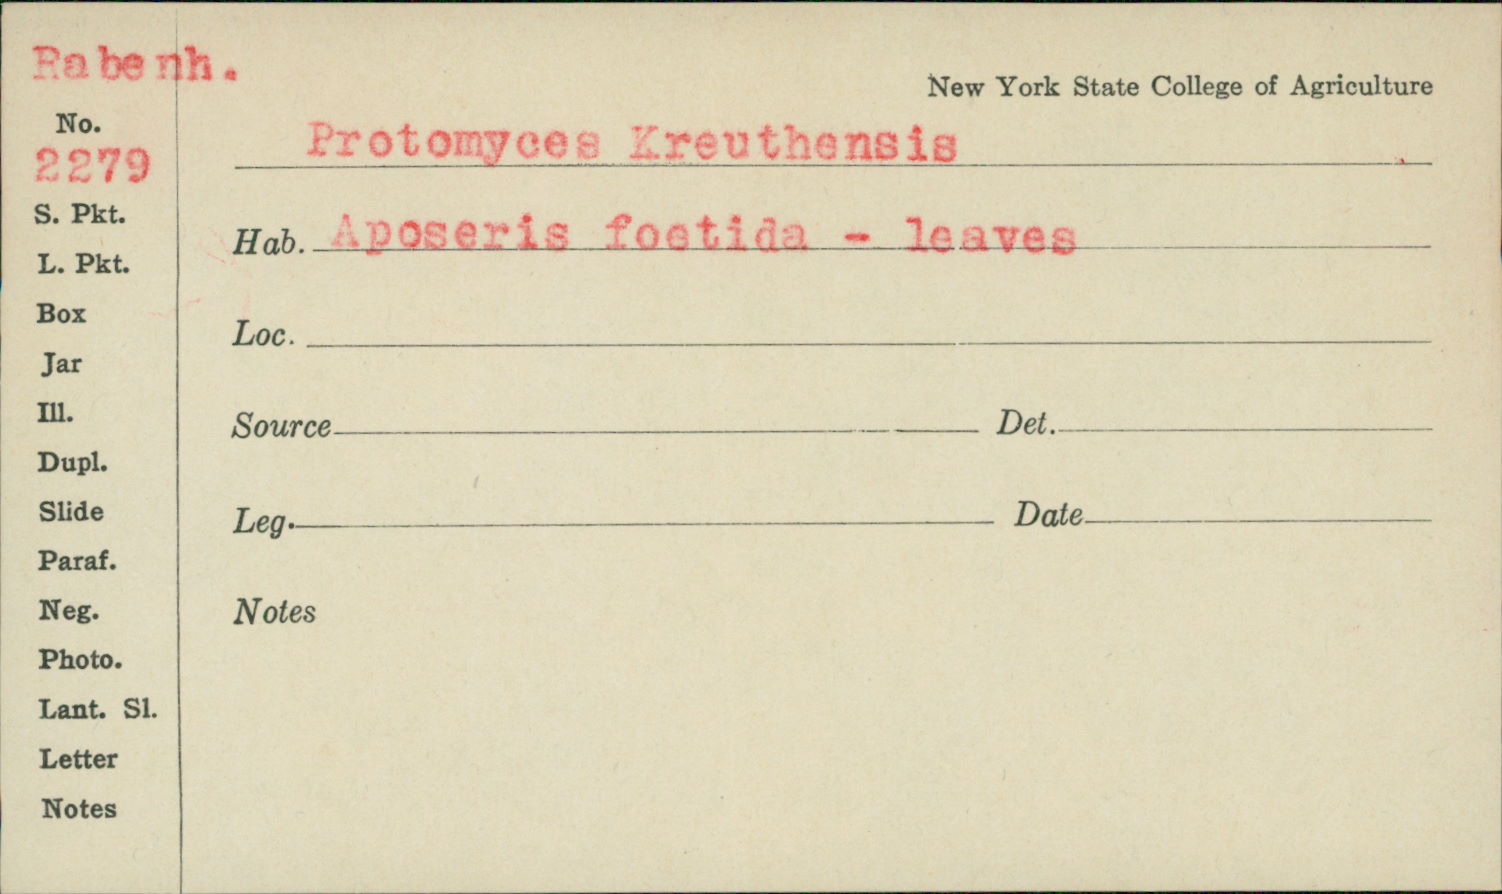 Rabenh.
New York State College of Agriculture
No.
2279
Protomyces Kreuthensis
S. Pkt.
Hab. Aposeris foetida - leaves
L. Pkt.
Box
Loc.
Jar
Ill.
Source
Det.
Dupl.
Slide
Leg.
Date
Paraf.
Neg.
Notes
Photo.
Lant. Sl.
Letter
Notes